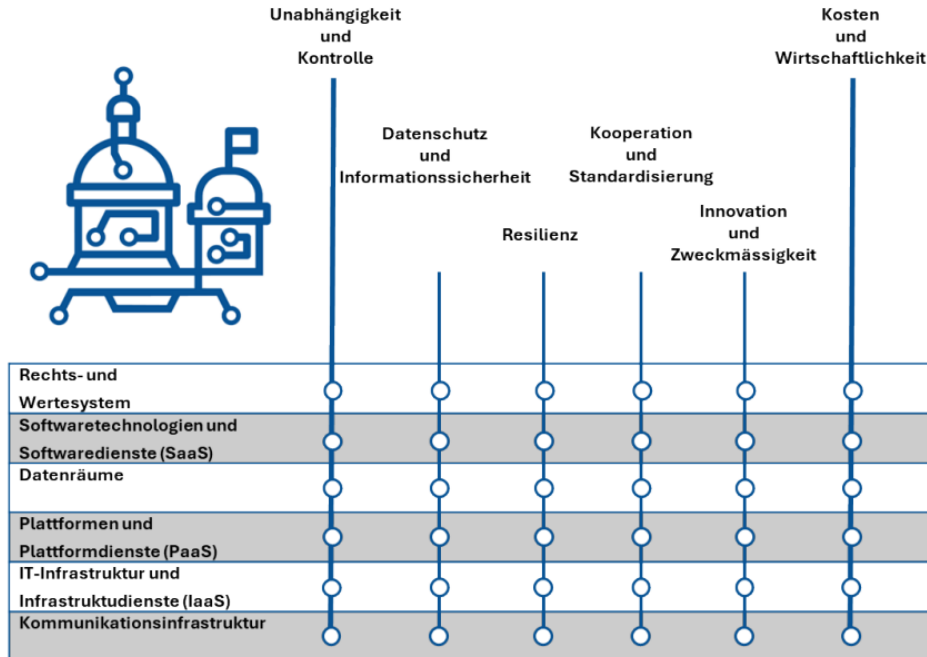 Unabhängigkeit
und
Kontrolle
Kosten
und
Wirtschaftlichkeit
Datenschutz
und
Informationssicherheit
Kooperation
und
Standardisierung
Resilienz
Innovation
und
Zweckmässigkeit
Rechts- und
Wertesystem
Softwaretechnologien und
Softwaredienste (SaaS)
Datenräume
Plattformen und
Plattformdienste (PaaS)
IT-Infrastruktur und
Infrastruktudienste (IaaS)
Kommunikationsinfrastruktur